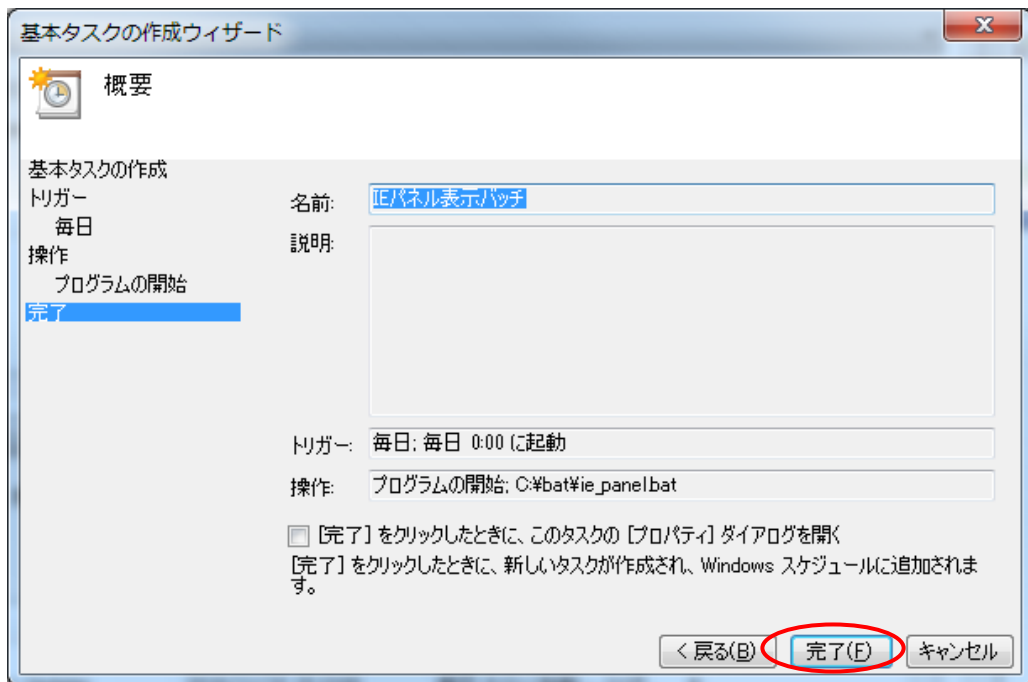 基本タスクの作成ウィザード
概要
基本タスクの作成
トリガー
毎日
操作
プログラムの開始
完了
名前: IEパネル表示バッチ
説明:
トリガー: 毎日; 毎日 0:00 に起動
操作: プログラムの開始; C:¥bat¥ie_panel.bat
[完了] をクリックしたときに、このタスクの [プロパティ] ダイアログを開く
[完了] をクリックしたときに、新しいタスクが作成され、Windows スケジュールに追加されま
す。
< 戻る(B) 完了(F) キャンセル